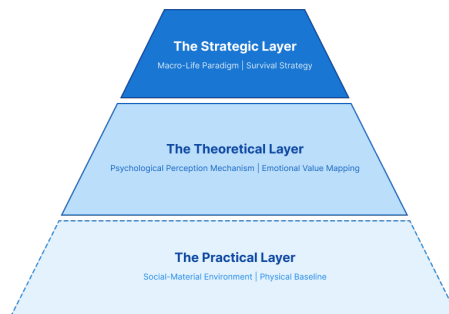 The Strategic Layer
Macro-Life Paradigm | Survival Strategy
The Theoretical Layer
Psychological Perception Mechanism | Emotional Value Mapping
The Practical Layer
Social-Material Environment | Physical Baseline